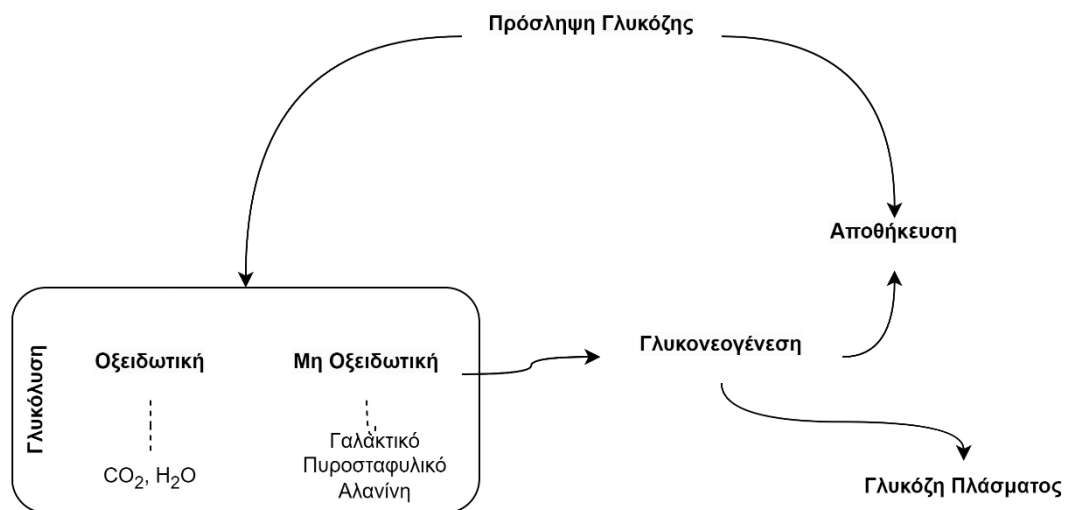 Πρόσληψη Γλυκόζης
Αποθήκευση
Γλυκόλυση
Οξειδωτική
Μη Οξειδωτική
Γλυκονεογένεση
CO₂, H₂O
Γαλακτικό
Πυροσταφυλικό
Αλανίνη
Γλυκόζη Πλάσματος